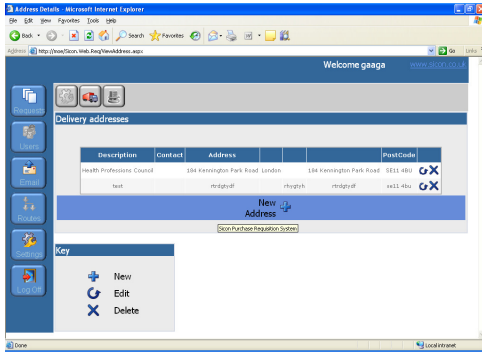 Address Details - Microsoft Internet Explorer
File Edit View Favorites Tools Help
Back Search Favorites
Address http://mse/Sicon.Web.Req/ViewAddress.aspx Go Links
Welcome gaaga www.sicon.co.uk
Requests
Delivery addresses
Users
Description Contact Address PostCode
Health Professions Council 184 Kennington Park Road London 184 Kennington Park Road SE11 4BU
test rtrdgtydf rhygtyh rtrdgtydf se11 4bu
Email
New
Address
Routes
Sicon Purchase Requisition System
Settings
Key
New
Log Off
Edit
Delete
Done Local intranet